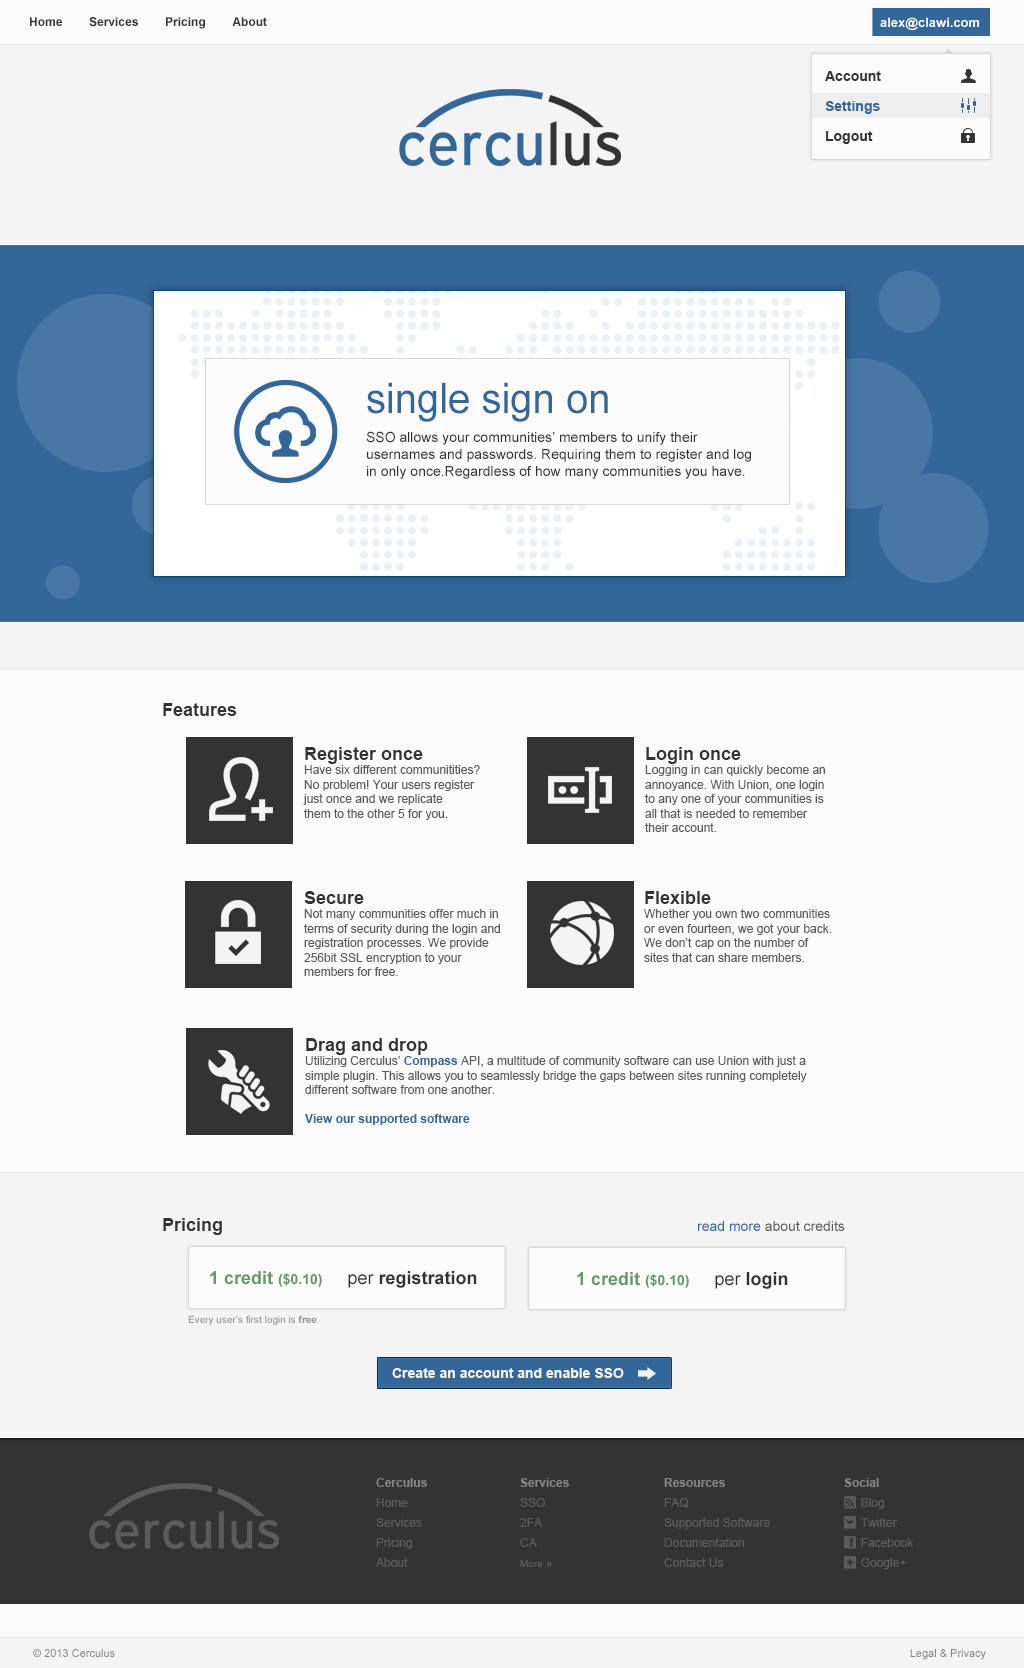 Home Services Pricing About alex@clawi.com
Account
Settings
Logout
cerculus
single sign on
SSO allows your communities' members to unify their
usernames and passwords. Requiring them to register and log
in only once.Regardless of how many communities you have.
Features
Register once
Have six different communitities?
No problem! Your users register
just once and we replicate
them to the other 5 for you.
Login once
Logging in can quickly become an
annoyance. With Union, one login
to any one of your communities is
all that is needed to remember
their account.
Secure
Not many communities offer much in
terms of security during the login and
registration processes. We provide
256bit SSL encryption to your
members for free.
Flexible
Whether you own two communities
or even fourteen, we got your back.
We don't cap on the number of
sites that can share members.
Drag and drop
Utilizing Cerculus' Compass API, a multitude of community software can use Union with just a
simple plugin. This allows you to seamlessly bridge the gaps between sites running completely
different software from one another.
View our supported software
Pricing
read more about credits
1 credit ($0.10) per registration
1 credit ($0.10) per login
Every user's first login is free
Create an account and enable SSO
cerculus
Cerculus
Home
Services
Pricing
About
Services
SSO
2FA
CA
More »
Resources
FAQ
Supported Software
Documentation
Contact Us
Social
Blog
Twitter
Facebook
Google+
© 2013 Cerculus
Legal & Privacy